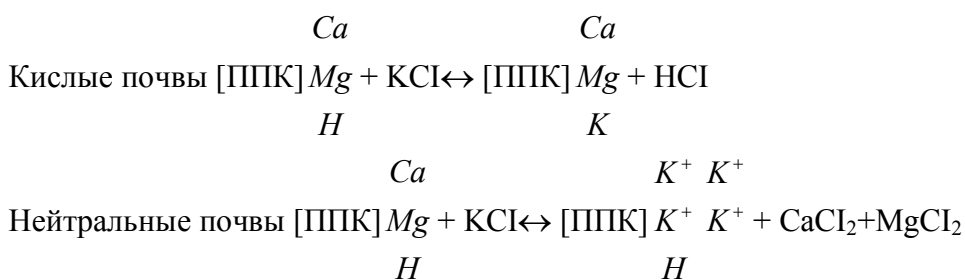 Ca Ca
Кислые почвы [ППК] Mg + KCI↔ [ППК] Mg + HCI
H K
Ca K⁺ K⁺
Нейтральные почвы [ППК] Mg + KCI↔ [ППК] K⁺ K⁺ + CaCI₂+MgCI₂
H H